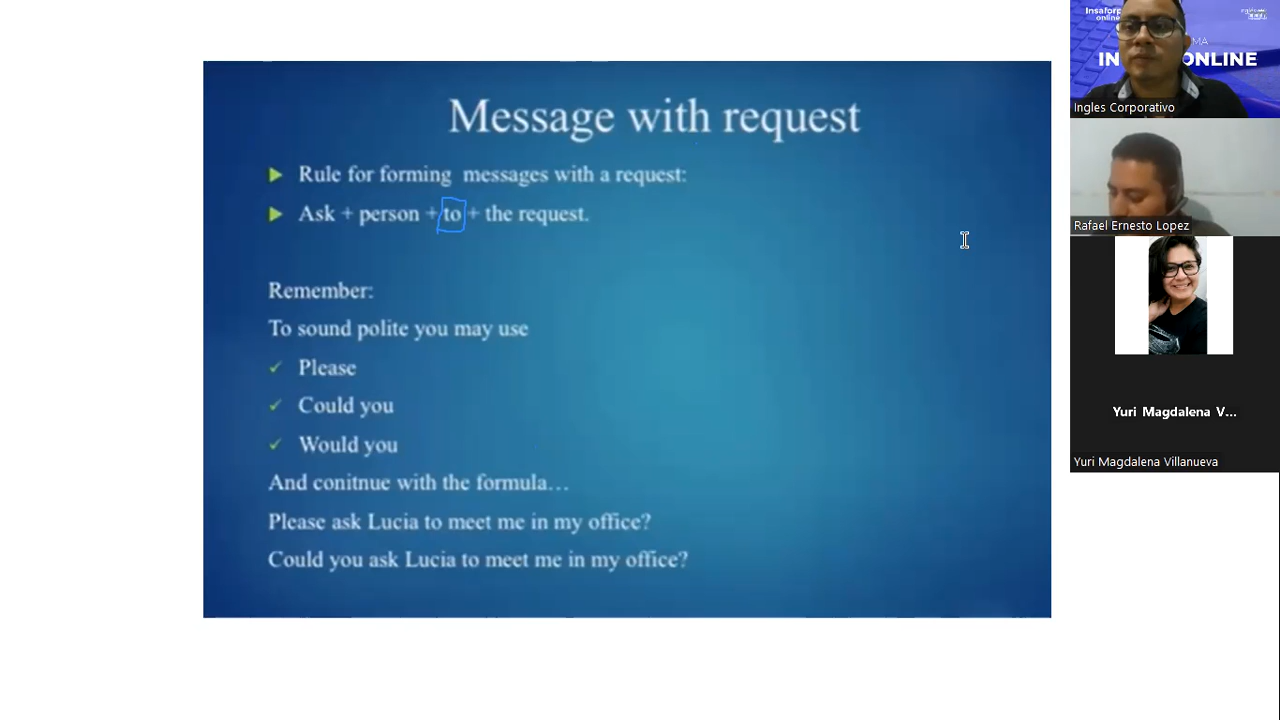 Message with request
Rule for forming messages with a request:
Ask + person + to + the request.
Remember:
To sound polite you may use
Please
Could you
Would you
And conitnue with the formula…
Please ask Lucia to meet me in my office?
Could you ask Lucia to meet me in my office?
Insaforp
online
MA
IN ONLINE
Ingles Corporativo
Rafael Ernesto Lopez
Yuri Magdalena V...
Yuri Magdalena Villanueva